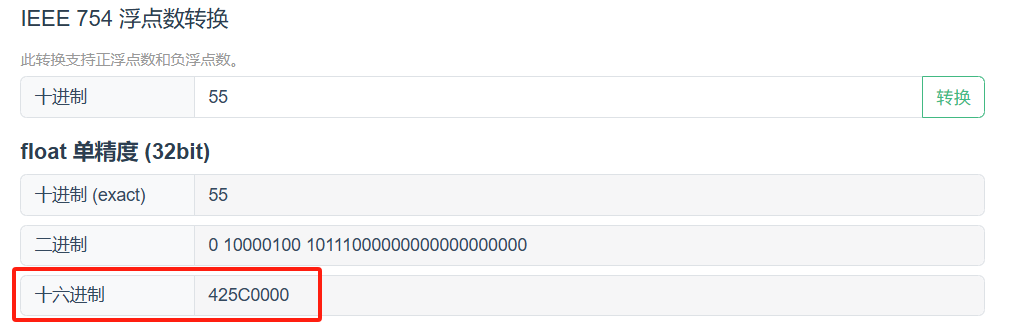 IEEE 754 浮点数转换
此转换支持正浮点数和负浮点数。
十进制 55 转换
float 单精度 (32bit)
十进制 (exact) 55
二进制 0 10000100 10111000000000000000000
十六进制 425C0000